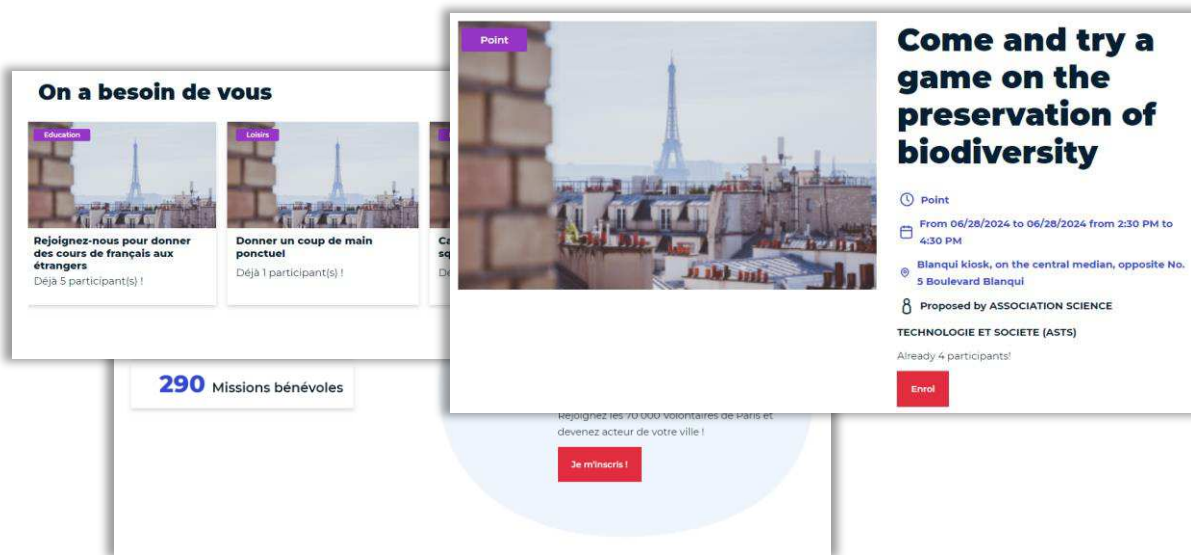 On a besoin de vous
Education
Rejoignez-nous pour donner
des cours de français aux
étrangers
Déjà 5 participant(s) !
Loisirs
Donner un coup de main
ponctuel
Déjà 1 participant(s) !
290 Missions bénévoles
Rejoignez les 70 000 Volontaires de Paris et
devenez acteur de votre ville !
Je m'inscris !
Point
Come and try a
game on the
preservation of
biodiversity
Point
From 06/28/2024 to 06/28/2024 from 2:30 PM to
4:30 PM
Blanqui kiosk, on the central median, opposite No.
5 Boulevard Blanqui
Proposed by ASSOCIATION SCIENCE
TECHNOLOGIE ET SOCIETE (ASTS)
Already 4 participants!
Enrol